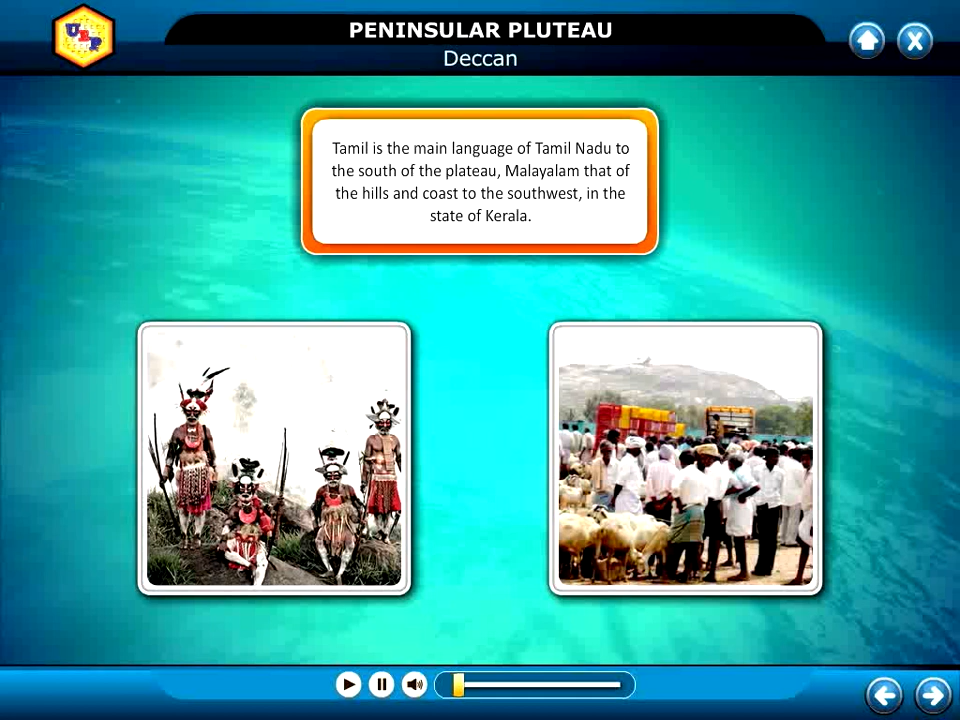 UBP
PENINSULAR PLUTEAU
Deccan
Tamil is the main language of Tamil Nadu to
the south of the plateau, Malayalam that of
the hills and coast to the southwest, in the
state of Kerala.